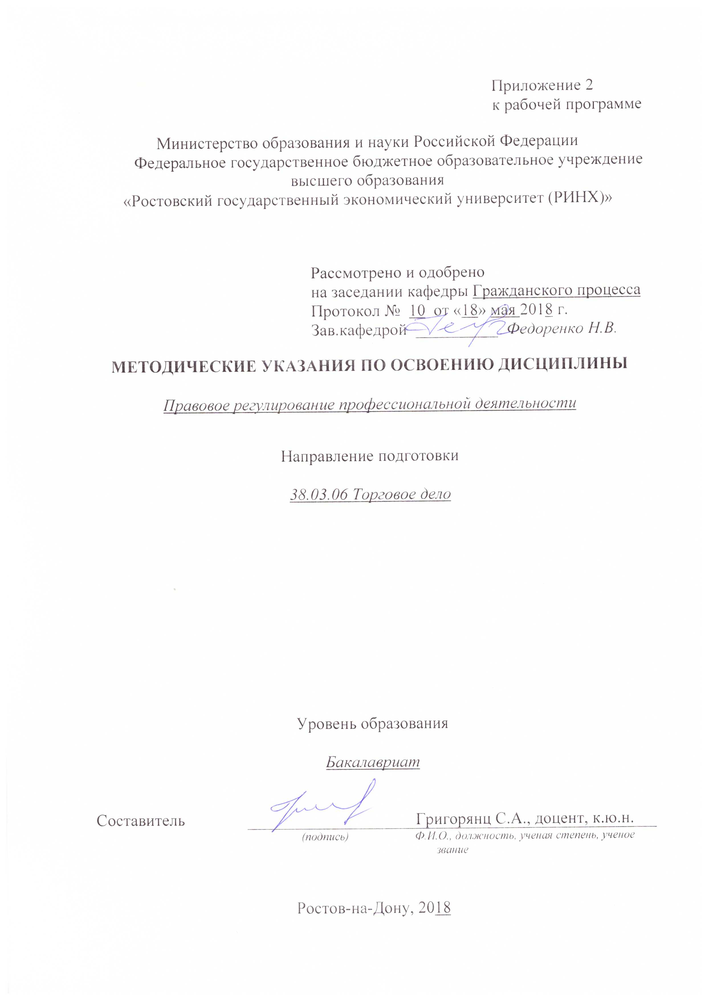 Приложение 2
к рабочей программе
Министерство образования и науки Российской Федерации
Федеральное государственное бюджетное образовательное учреждение
высшего образования
«Ростовский государственный экономический университет (РИНХ)»
Рассмотрено и одобрено
на заседании кафедры Гражданского процесса
Протокол № 10 от «18» мая 2018 г.
Зав.кафедрой Федоренко Н.В.
МЕТОДИЧЕСКИЕ УКАЗАНИЯ ПО ОСВОЕНИЮ ДИСЦИПЛИНЫ
Правовое регулирование профессиональной деятельности
Направление подготовки
38.03.06 Торговое дело
Уровень образования
Бакалавриат
Составитель Григорянц С.А., доцент, к.ю.н.
(подпись) Ф.И.О., должность, ученая степень, ученое
звание
Ростов-на-Дону, 2018